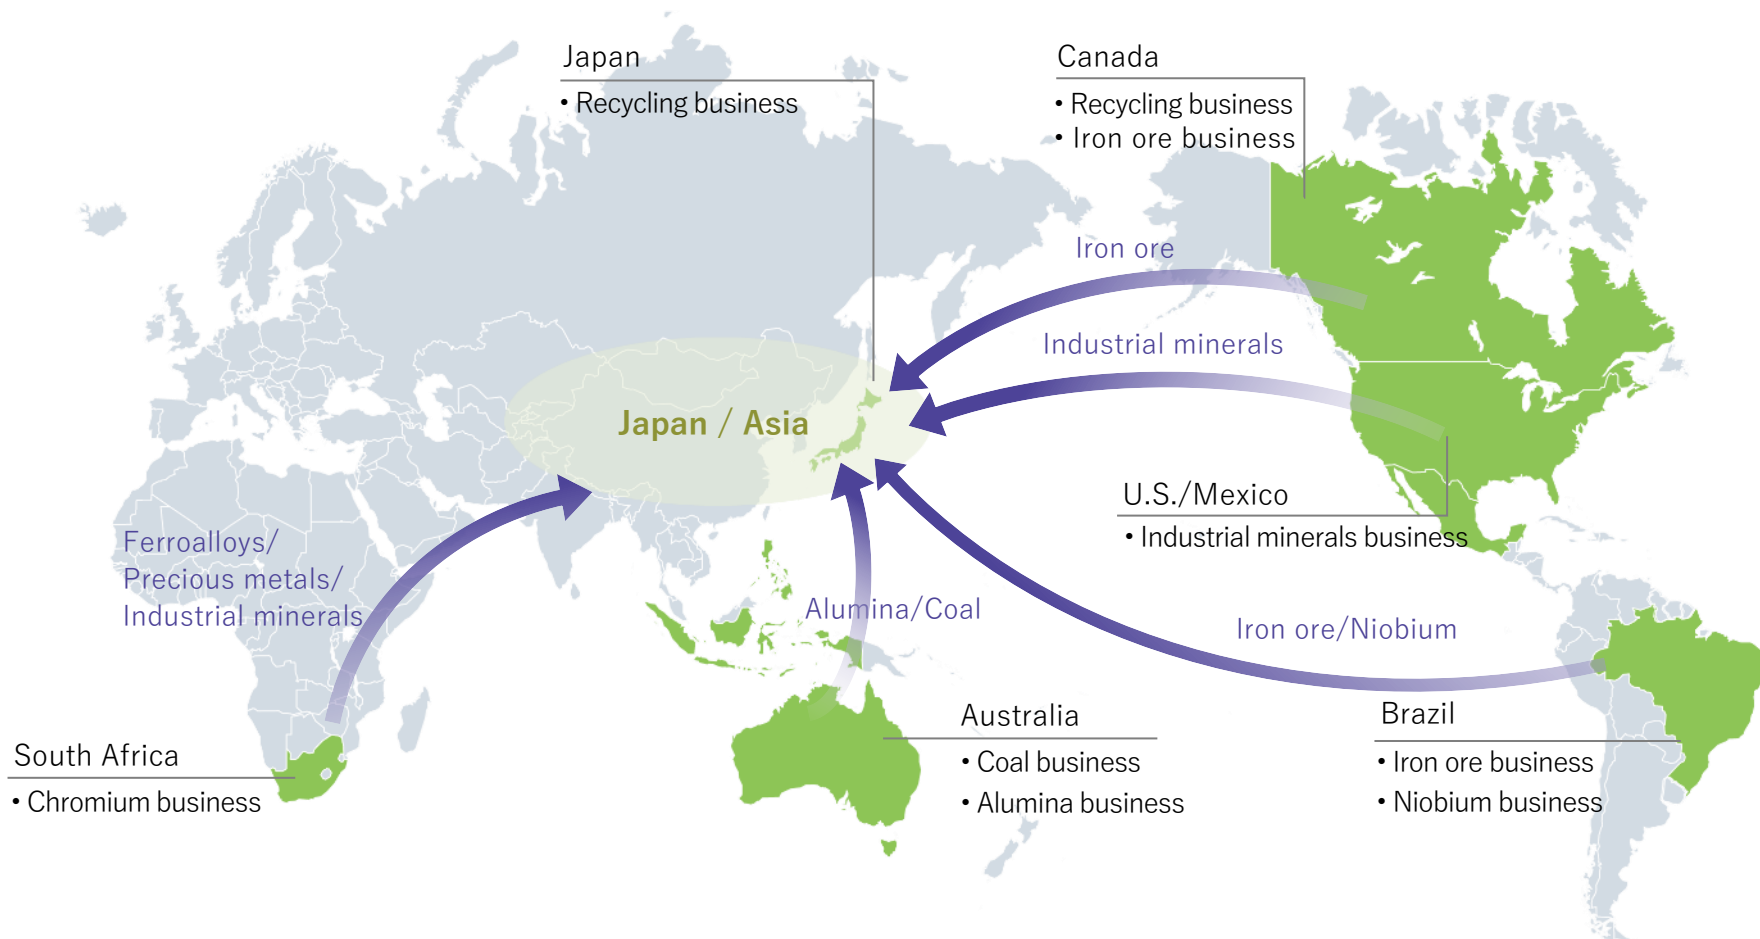 Japan
• Recycling business
Canada
• Recycling business
• Iron ore business
Iron ore
Industrial minerals
Japan / Asia
U.S./Mexico
• Industrial minerals business
Ferroalloys/
Precious metals/
Industrial minerals
Alumina/Coal
Iron ore/Niobium
South Africa
• Chromium business
Australia
• Coal business
• Alumina business
Brazil
• Iron ore business
• Niobium business